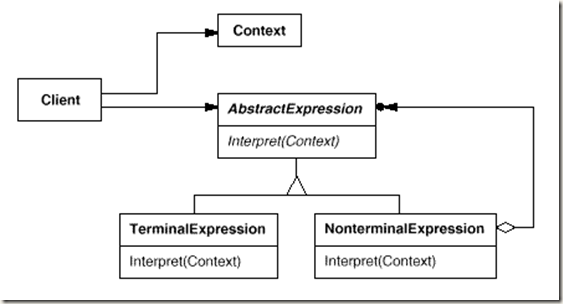 Context
Client
AbstractExpression
Interpret(Context)
TerminalExpression
Interpret(Context)
NonterminalExpression
Interpret(Context)